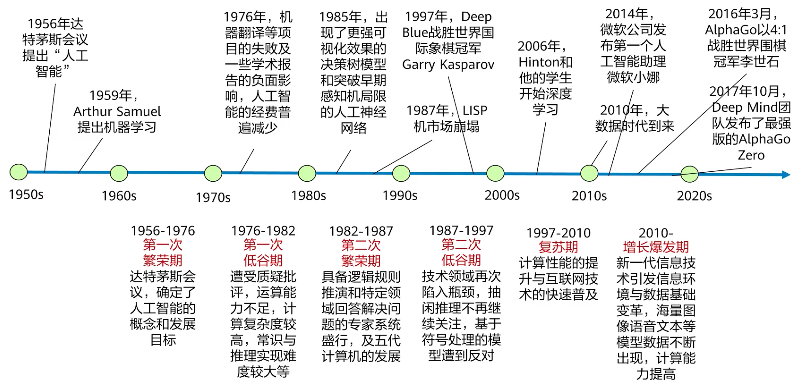 1956年达
特茅斯会议
提出“人工
智能”
1959年,
Arthur Samuel
提出机器学习
1976年，机
器翻译等项
目的失败及
一些学术报
告的负面影
响，人工智
能的经费普
遍减少
1985年，出
现了更强可
视化效果的
决策树模型
和突破早期
感知机局限
的人工神经
网络
1997年，Deep
Blue战胜世界国
际象棋冠军
Garry Kasparov
1987年，LISP
机市场崩塌
2006年，
Hinton和
他的学生
开始深度
学习
2014年，
微软公司发
布第一个人
工智能助理
微软小娜
2010年，大
数据时代到来
2016年3月，
AlphaGo以4:1
战胜世界围棋
冠军李世石
2017年10月，
Deep Mind团
队发布了最强
版的AlphaGo
Zero
1950s
1960s
1970s
1980s
1990s
2000s
2010s
2020s
1956-1976
第一次
繁荣期
达特茅斯会
议，确定了
人工智能的
概念和发展
目标
1976-1982
第一次
低谷期
遭受质疑批
评，运算能
力不足，计
算复杂度较
高，常识与
推理实现难
度较大等
1982-1987
第二次
繁荣期
具备逻辑规则
推演和特定领
域回答解决问
题的专家系统
盛行，及五代
计算机的发展
1987-1997
第二次
低谷期
技术领域再次
陷入瓶颈，抽
闲推理不再继
续关注，基于
符号处理的模
型遭到反对
1997-2010
复苏期
计算性能的提
升与互联网技
术的快速普及
2010-
增长爆发期
新一代信息技
术引发信息环
境与数据基础
变革，海量图
像语音文本等
模型数据不断
出现，计算能
力提高